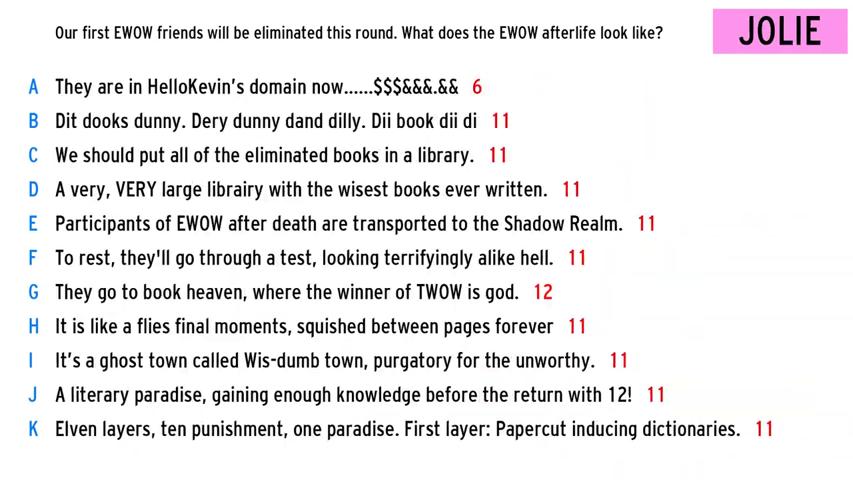 Our first EWOW friends will be eliminated this round. What does the EWOW afterlife look like?
JOLIE
A They are in HelloKevin's domain now......$$$&&&.&& 6
B Dit dooks dunny. Dery dunny dand dilly. Dii book dii di 11
C We should put all of the eliminated books in a library. 11
D A very, VERY large librairy with the wisest books ever written. 11
E Participants of EWOW after death are transported to the Shadow Realm. 11
F To rest, they'll go through a test, looking terrifyingly alike hell. 11
G They go to book heaven, where the winner of TWOW is god. 12
H It is like a flies final moments, squished between pages forever 11
I It's a ghost town called Wis-dumb town, purgatory for the unworthy. 11
J A literary paradise, gaining enough knowledge before the return with 12! 11
K Elven layers, ten punishment, one paradise. First layer: Papercut inducing dictionaries. 11